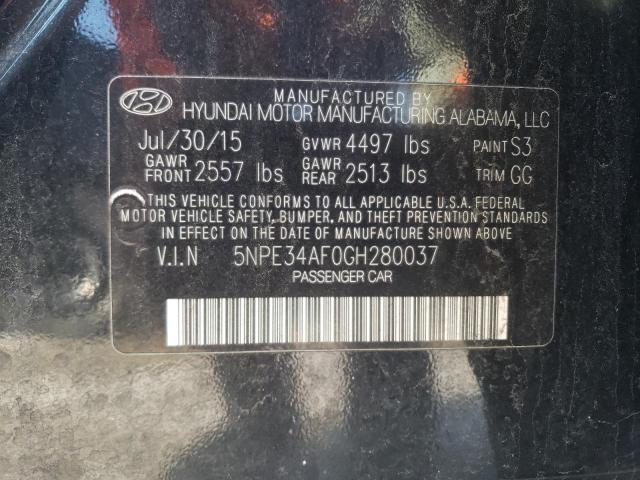 MANUFACTURED BY
HYUNDAI MOTOR MANUFACTURING ALABAMA, LLC
Jul/30/15 GVWR 4497 lbs PAINT S3
GAWR FRONT 2557 lbs GAWR REAR 2513 lbs TRIM GG
THIS VEHICLE CONFORMS TO ALL APPLICABLE U.S.A. FEDERAL
MOTOR VEHICLE SAFETY, BUMPER, AND THEFT PREVENTION STANDARDS
IN EFFECT ON THE DATE OF MANUFACTURE SHOWN ABOVE.
V.I.N 5NPE34AF0GH280037
PASSENGER CAR